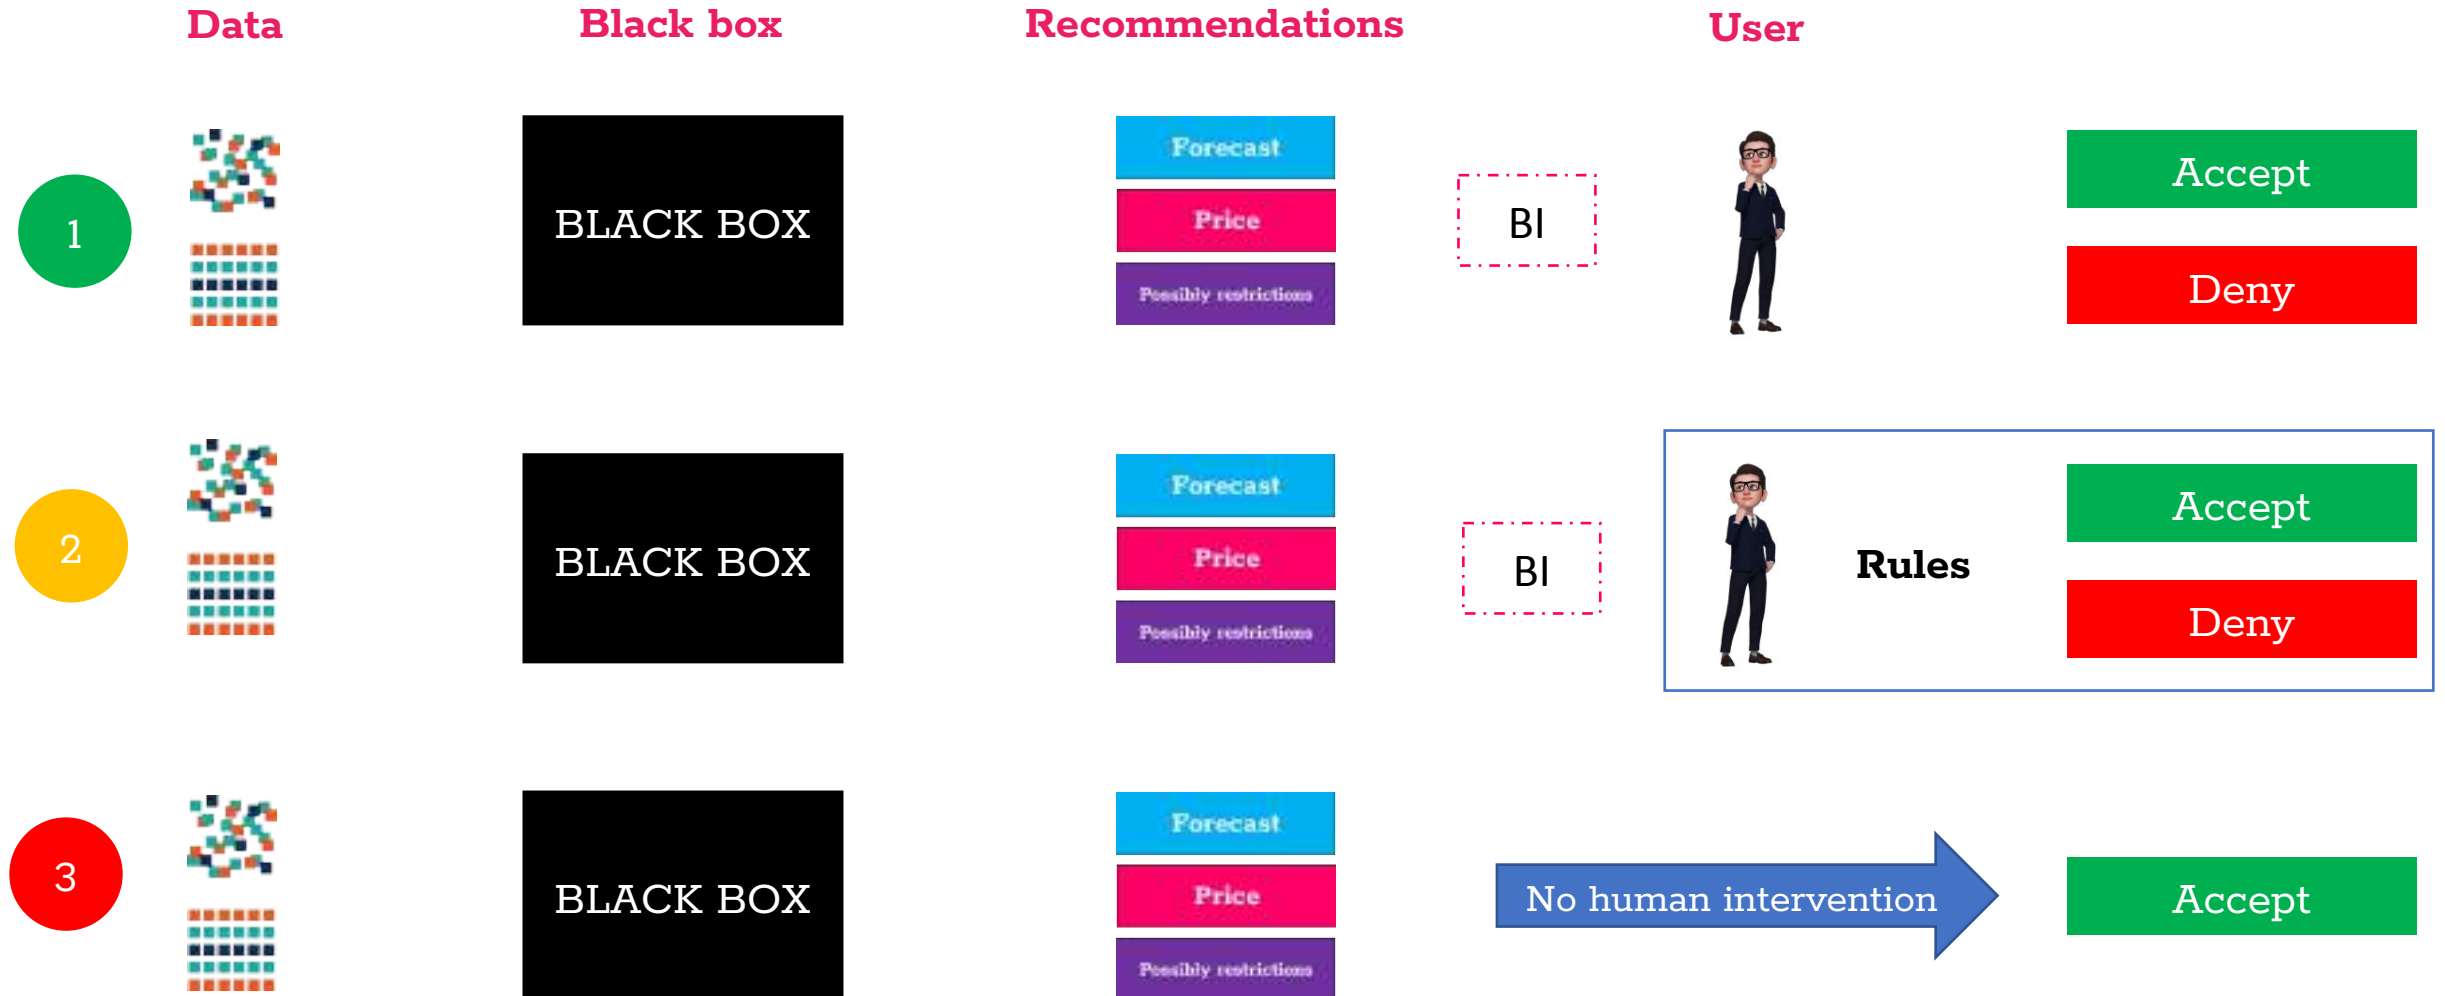 Data
Black box
Recommendations
User
1
BLACK BOX
Forecast
Price
Possibly restrictions
BI
Accept
Deny
2
BLACK BOX
Forecast
Price
Possibly restrictions
BI
Rules
Accept
Deny
3
BLACK BOX
Forecast
Price
Possibly restrictions
No human intervention
Accept